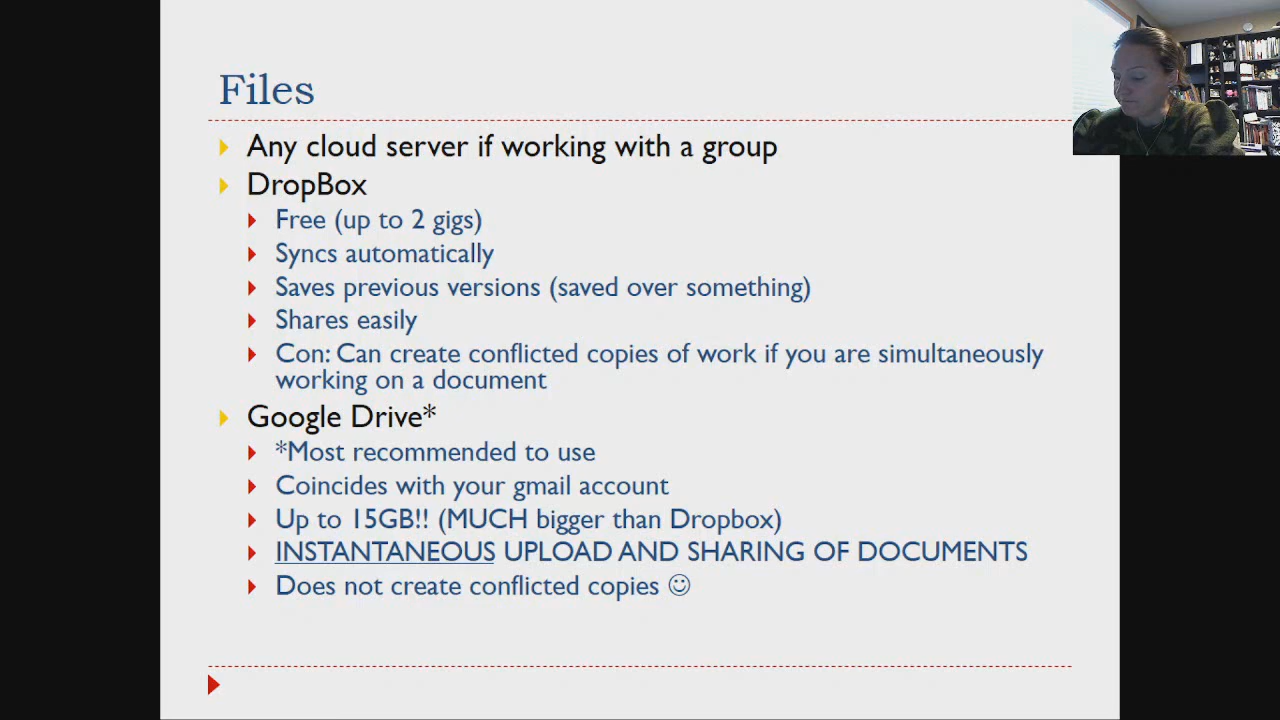 Files
Any cloud server if working with a group
DropBox
Free (up to 2 gigs)
Syncs automatically
Saves previous versions (saved over something)
Shares easily
Con: Can create conflicted copies of work if you are simultaneously
working on a document
Google Drive*
*Most recommended to use
Coincides with your gmail account
Up to 15GB!! (MUCH bigger than Dropbox)
INSTANTANEOUS UPLOAD AND SHARING OF DOCUMENTS
Does not create conflicted copies ☺